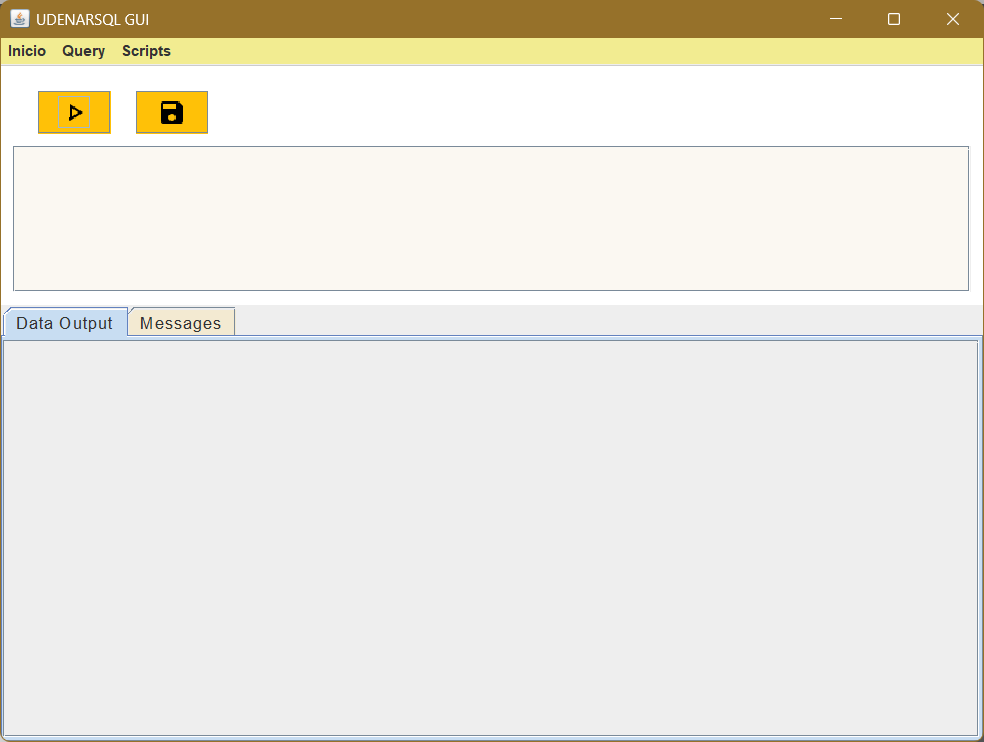 UDENARSQL GUI
Inicio Query Scripts
Data Output Messages